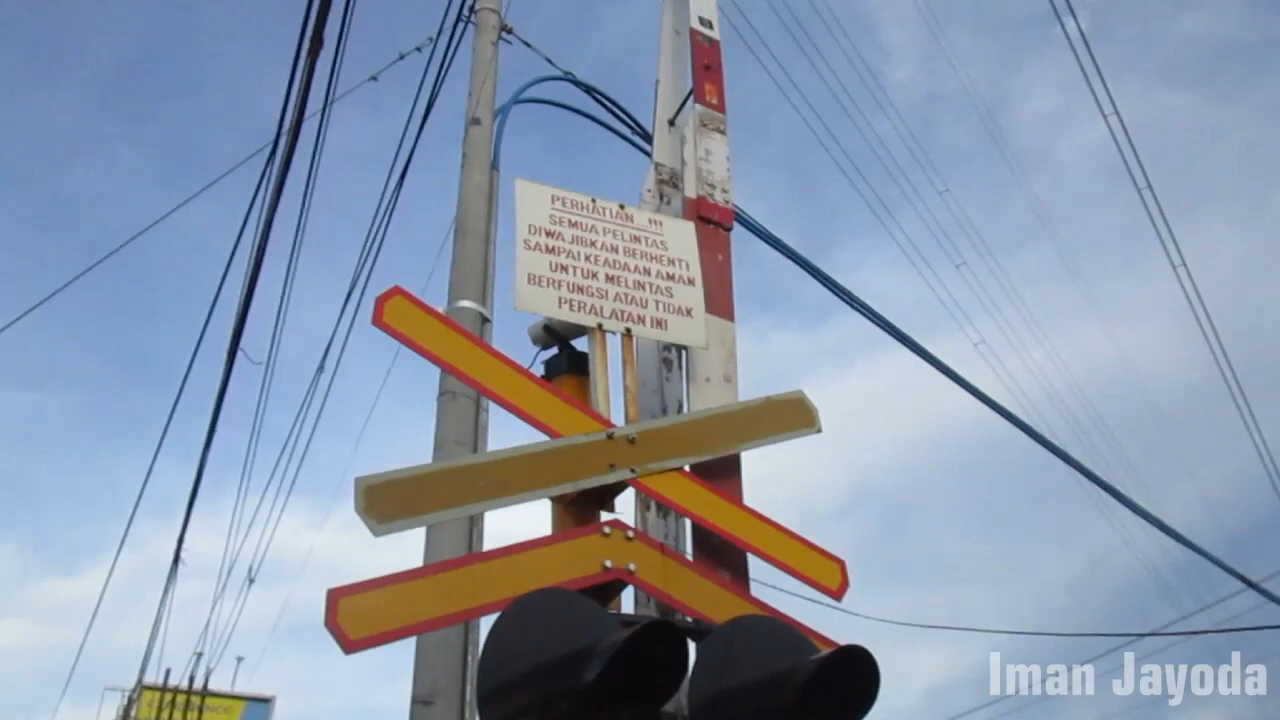 PERHATIAN...!!!
SEMUA PELINTAS
DIWAJIBKAN BERHENTI
SAMPAI KEADAAN AMAN
UNTUK MELINTAS
BERFUNGSI ATAU TIDAK
PERALATAN INI
Iman Jayoda